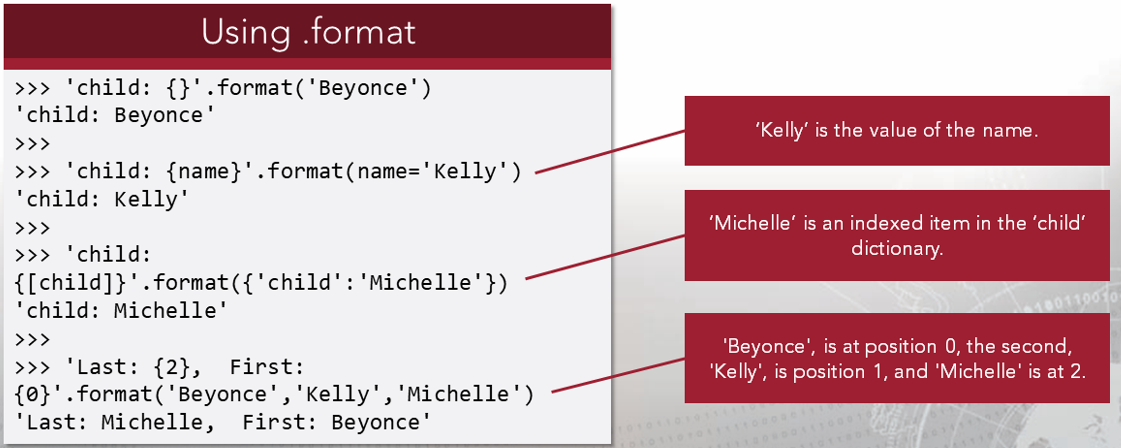 Using .format
>>> 'child: {}'.format('Beyonce')
'child: Beyonce'
>>>
>>> 'child: {name}'.format(name='Kelly')
'child: Kelly'
>>>
>>> 'child:
{[child]}'.format({'child':'Michelle'})
'child: Michelle'
>>>
>>> 'Last: {2},  First:
{0}'.format('Beyonce','Kelly','Michelle')
'Last: Michelle,  First: Beyonce'
‘Kelly’ is the value of the name.
‘Michelle’ is an indexed item in the ‘child’
dictionary.
'Beyonce', is at position 0, the second,
'Kelly', is position 1, and 'Michelle' is at 2.